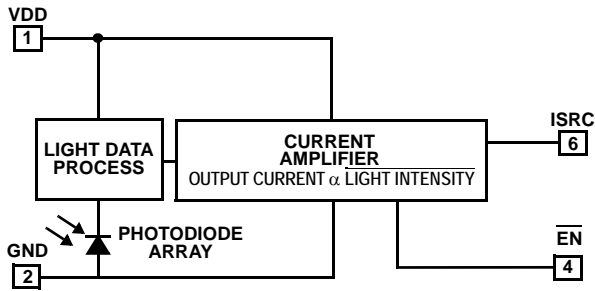 VDD
1
ISRC
6
LIGHT DATA
PROCESS
CURRENT
AMPLIFIER
OUTPUT CURRENT α LIGHT INTENSITY
PHOTODIODE
ARRAY
GND
2
EN
4